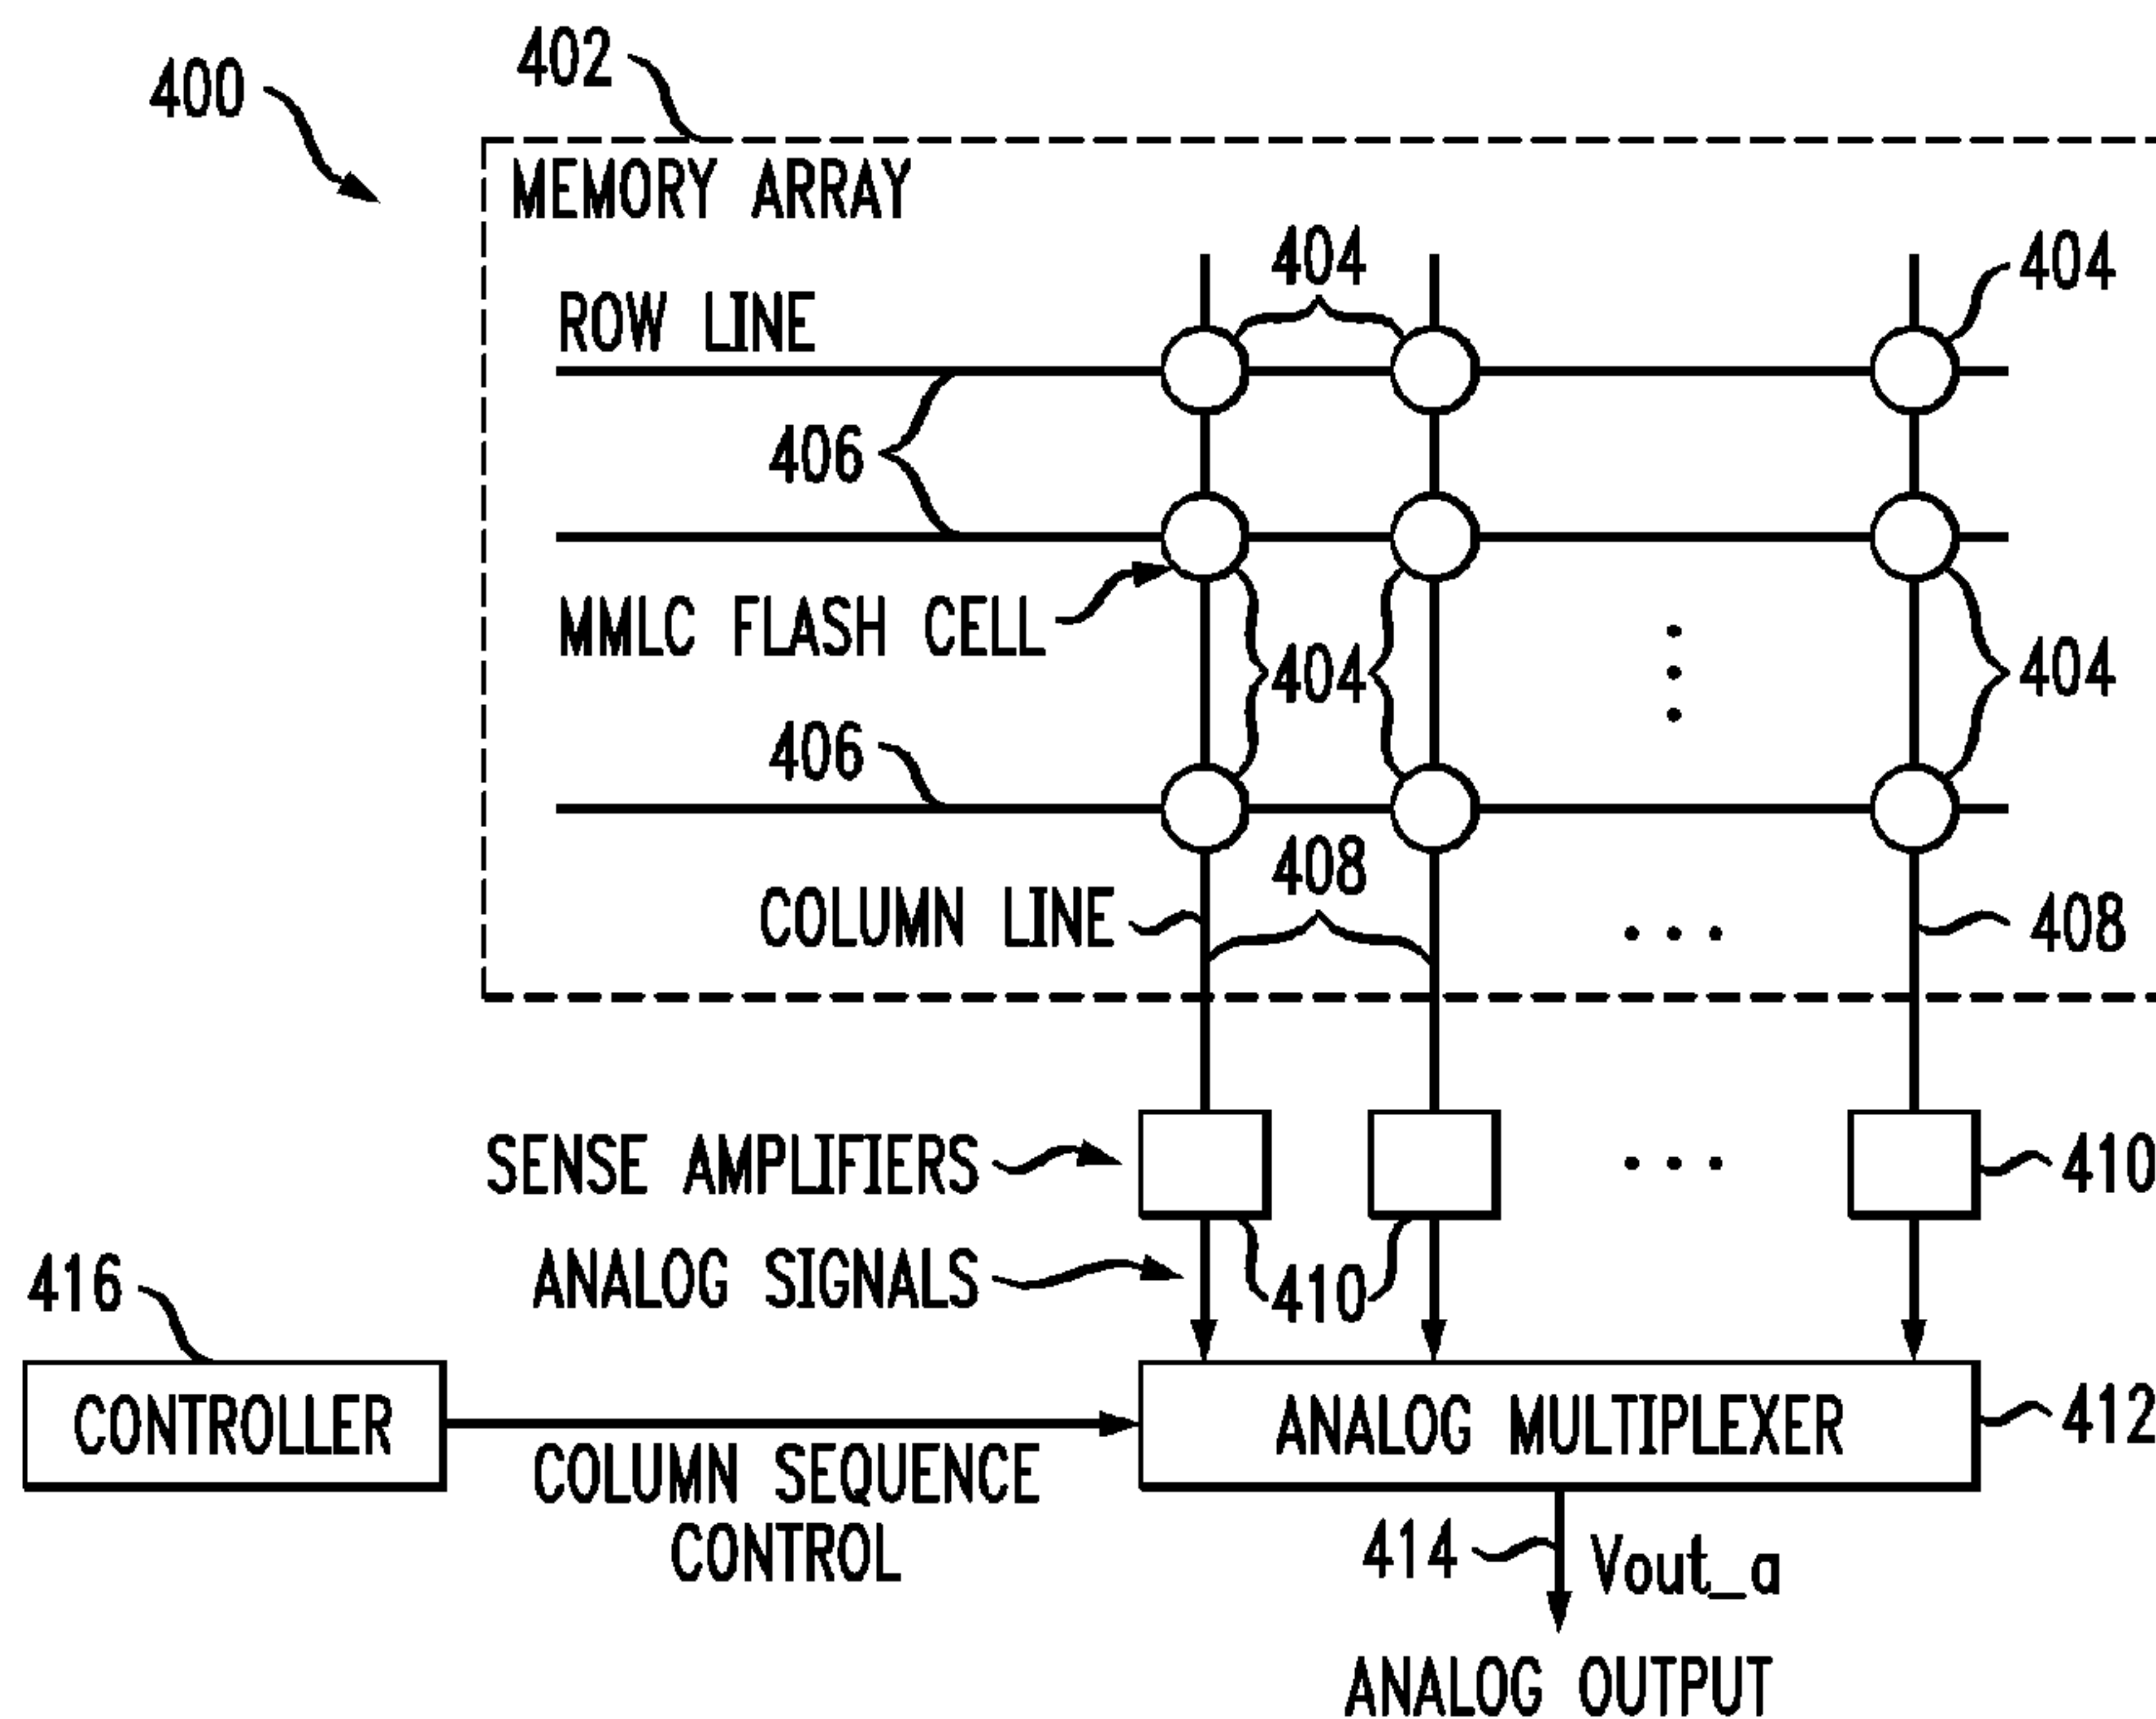 402
400
MEMORY ARRAY
404
404
ROW LINE
406
MMLC FLASH CELL
404
404
406
408
COLUMN LINE
408
SENSE AMPLIFIERS
410
ANALOG SIGNALS
410
416
CONTROLLER
ANALOG MULTIPLEXER
412
COLUMN SEQUENCE
CONTROL
414
Vout_a
ANALOG OUTPUT